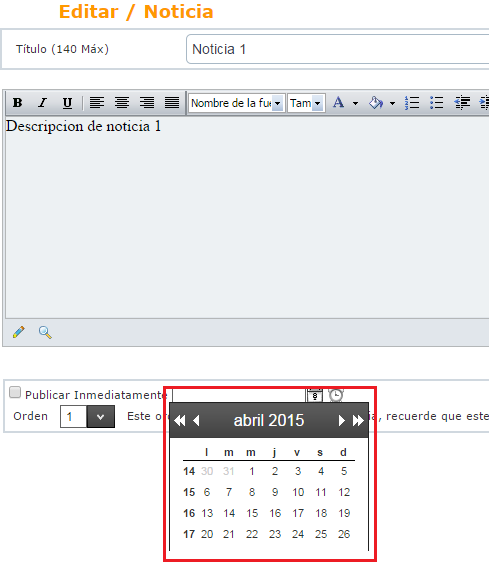 Editar / Noticia
Título (140 Máx)
Noticia 1
B I U Nombre de la fu Tam A
Descripcion de noticia 1
Publicar Inmediatamente
Orden 1 Este or ia, recuerde que este
abril 2015
l m m j v s d
14 30 31 1 2 3 4 5
15 6 7 8 9 10 11 12
16 13 14 15 16 17 18 19
17 20 21 22 23 24 25 26